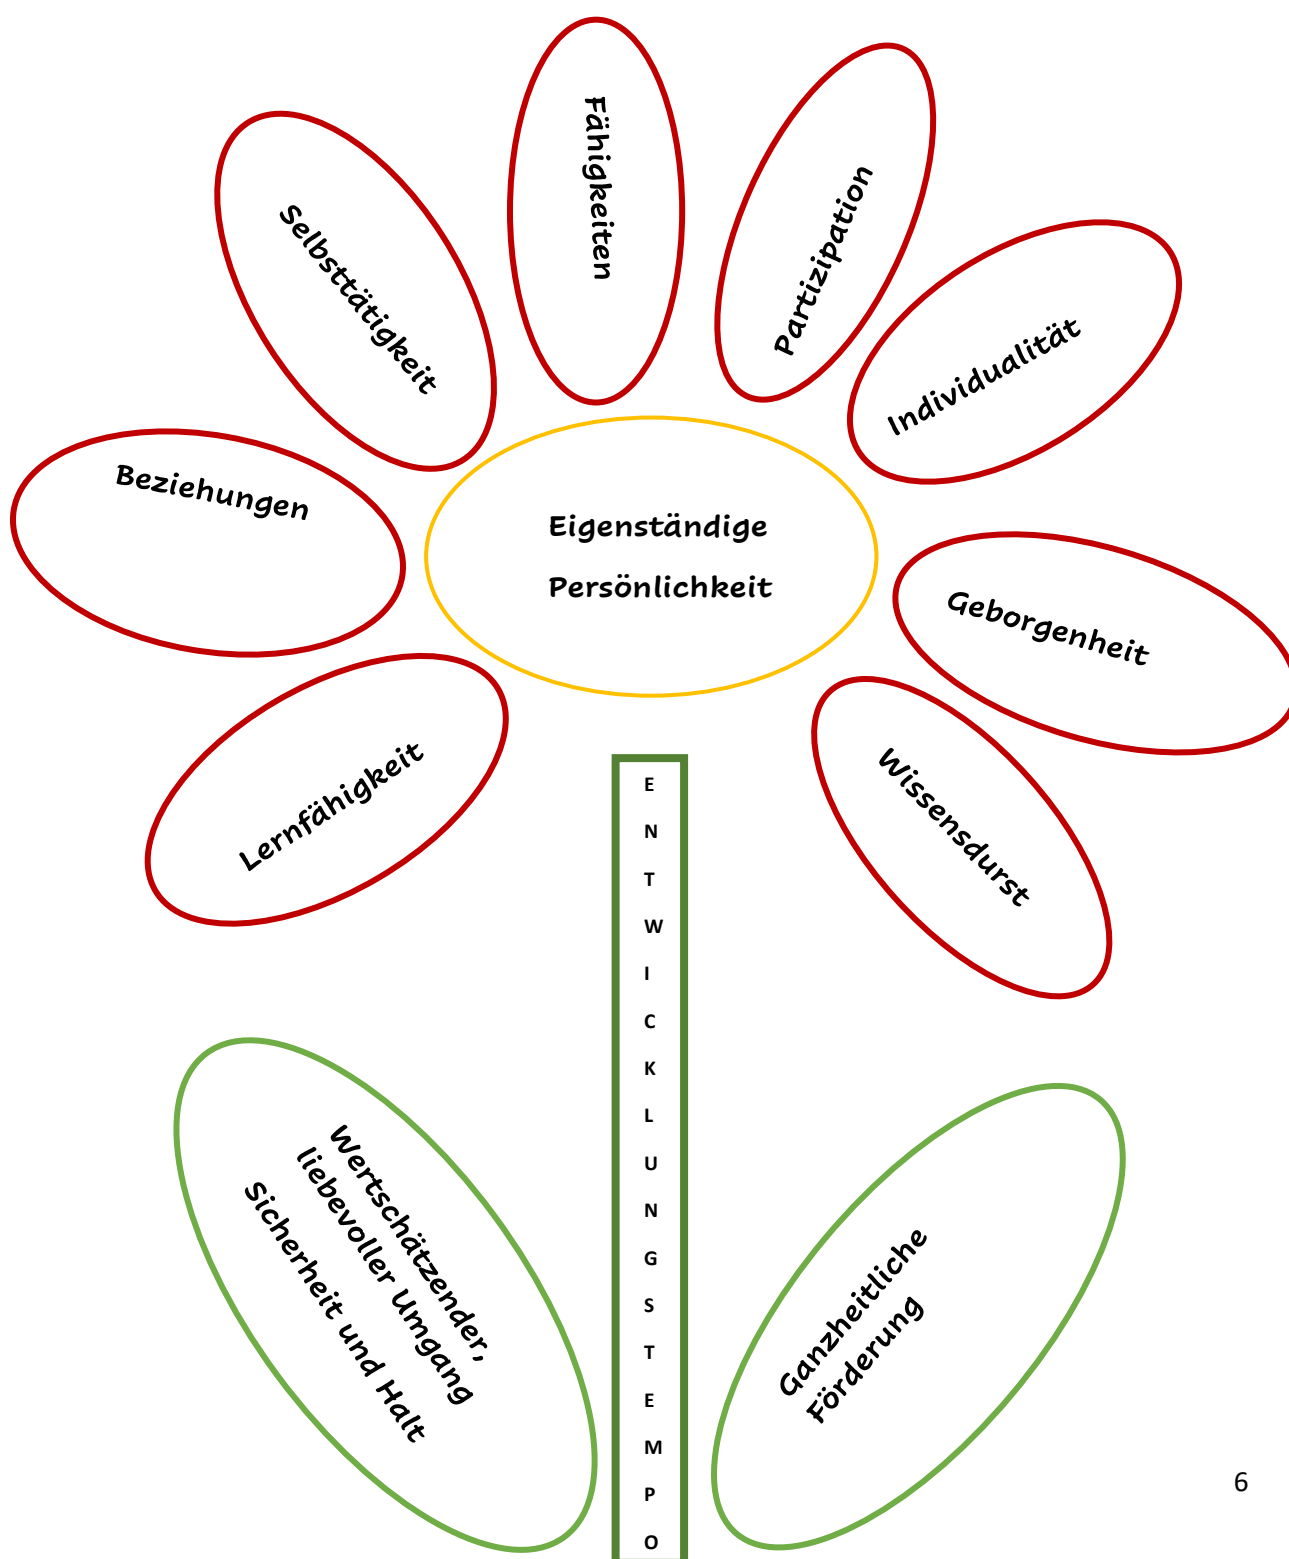 Fähigkeiten
Partizipation
Selbsttätigkeit
Individualität
Beziehungen
Eigenständige
Persönlichkeit
Geborgenheit
Lernfähigkeit
Wissensdurst
E
N
T
W
I
C
K
L
U
N
G
S
T
E
M
P
O
Wertschätzender,
liebevoller Umgang
Sicherheit und Halt
Ganzheitliche
Förderung
6